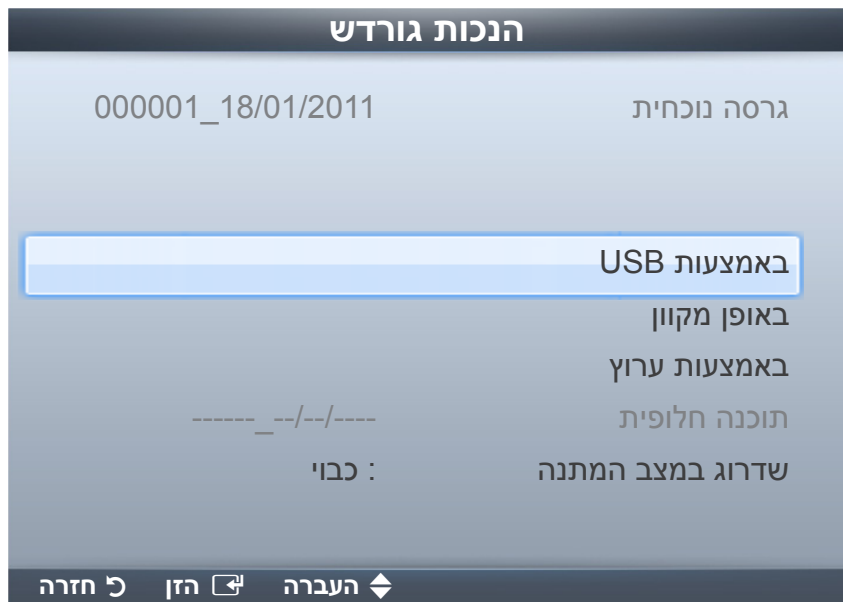 הנכות גורדש
גרסה נוכחית 000001_18/01/2011
באמצעות USB
באופן מקוון
באמצעות ערוץ
תוכנה חלופית ------_--/--/----
שדרוג במצב המתנה : כבוי
העברה הזן חזרה